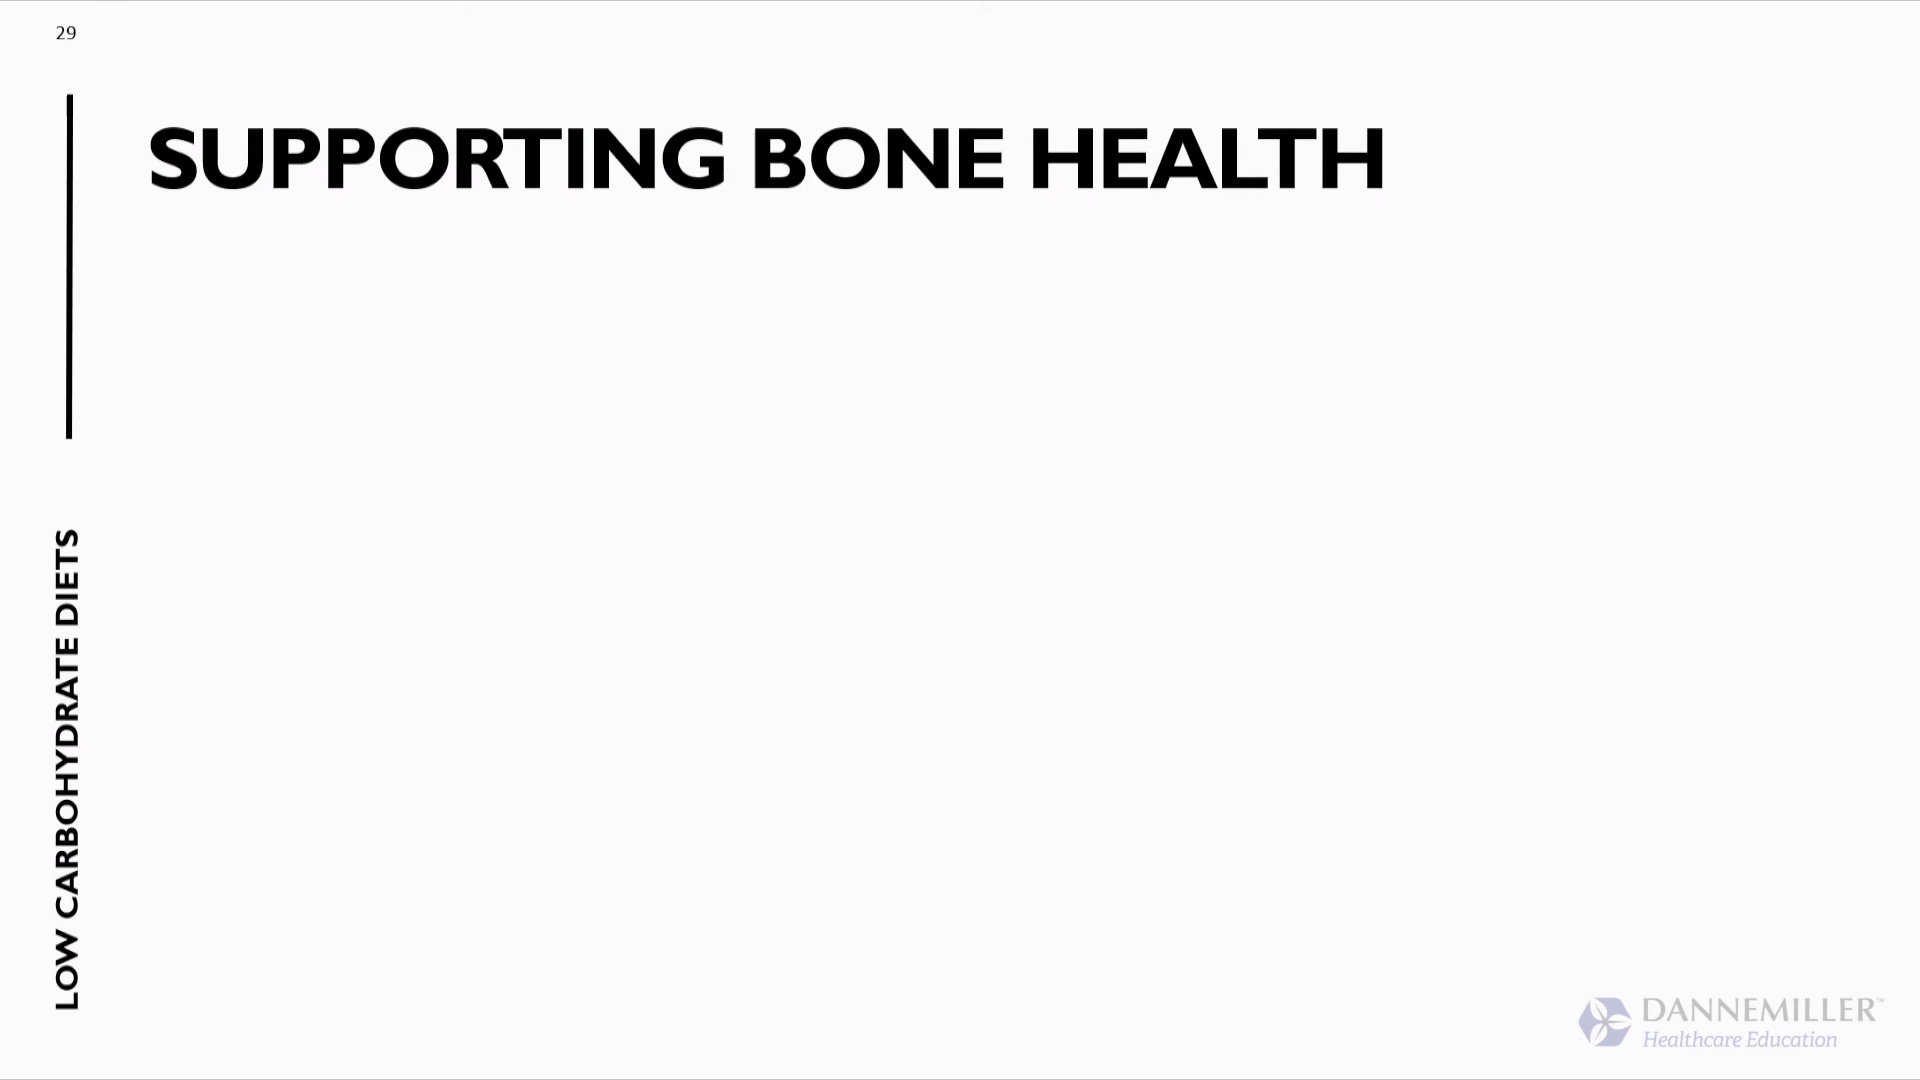 29
SUPPORTING BONE HEALTH
LOW CARBOHYDRATE DIETS
DANNEMILLER™
Healthcare Education